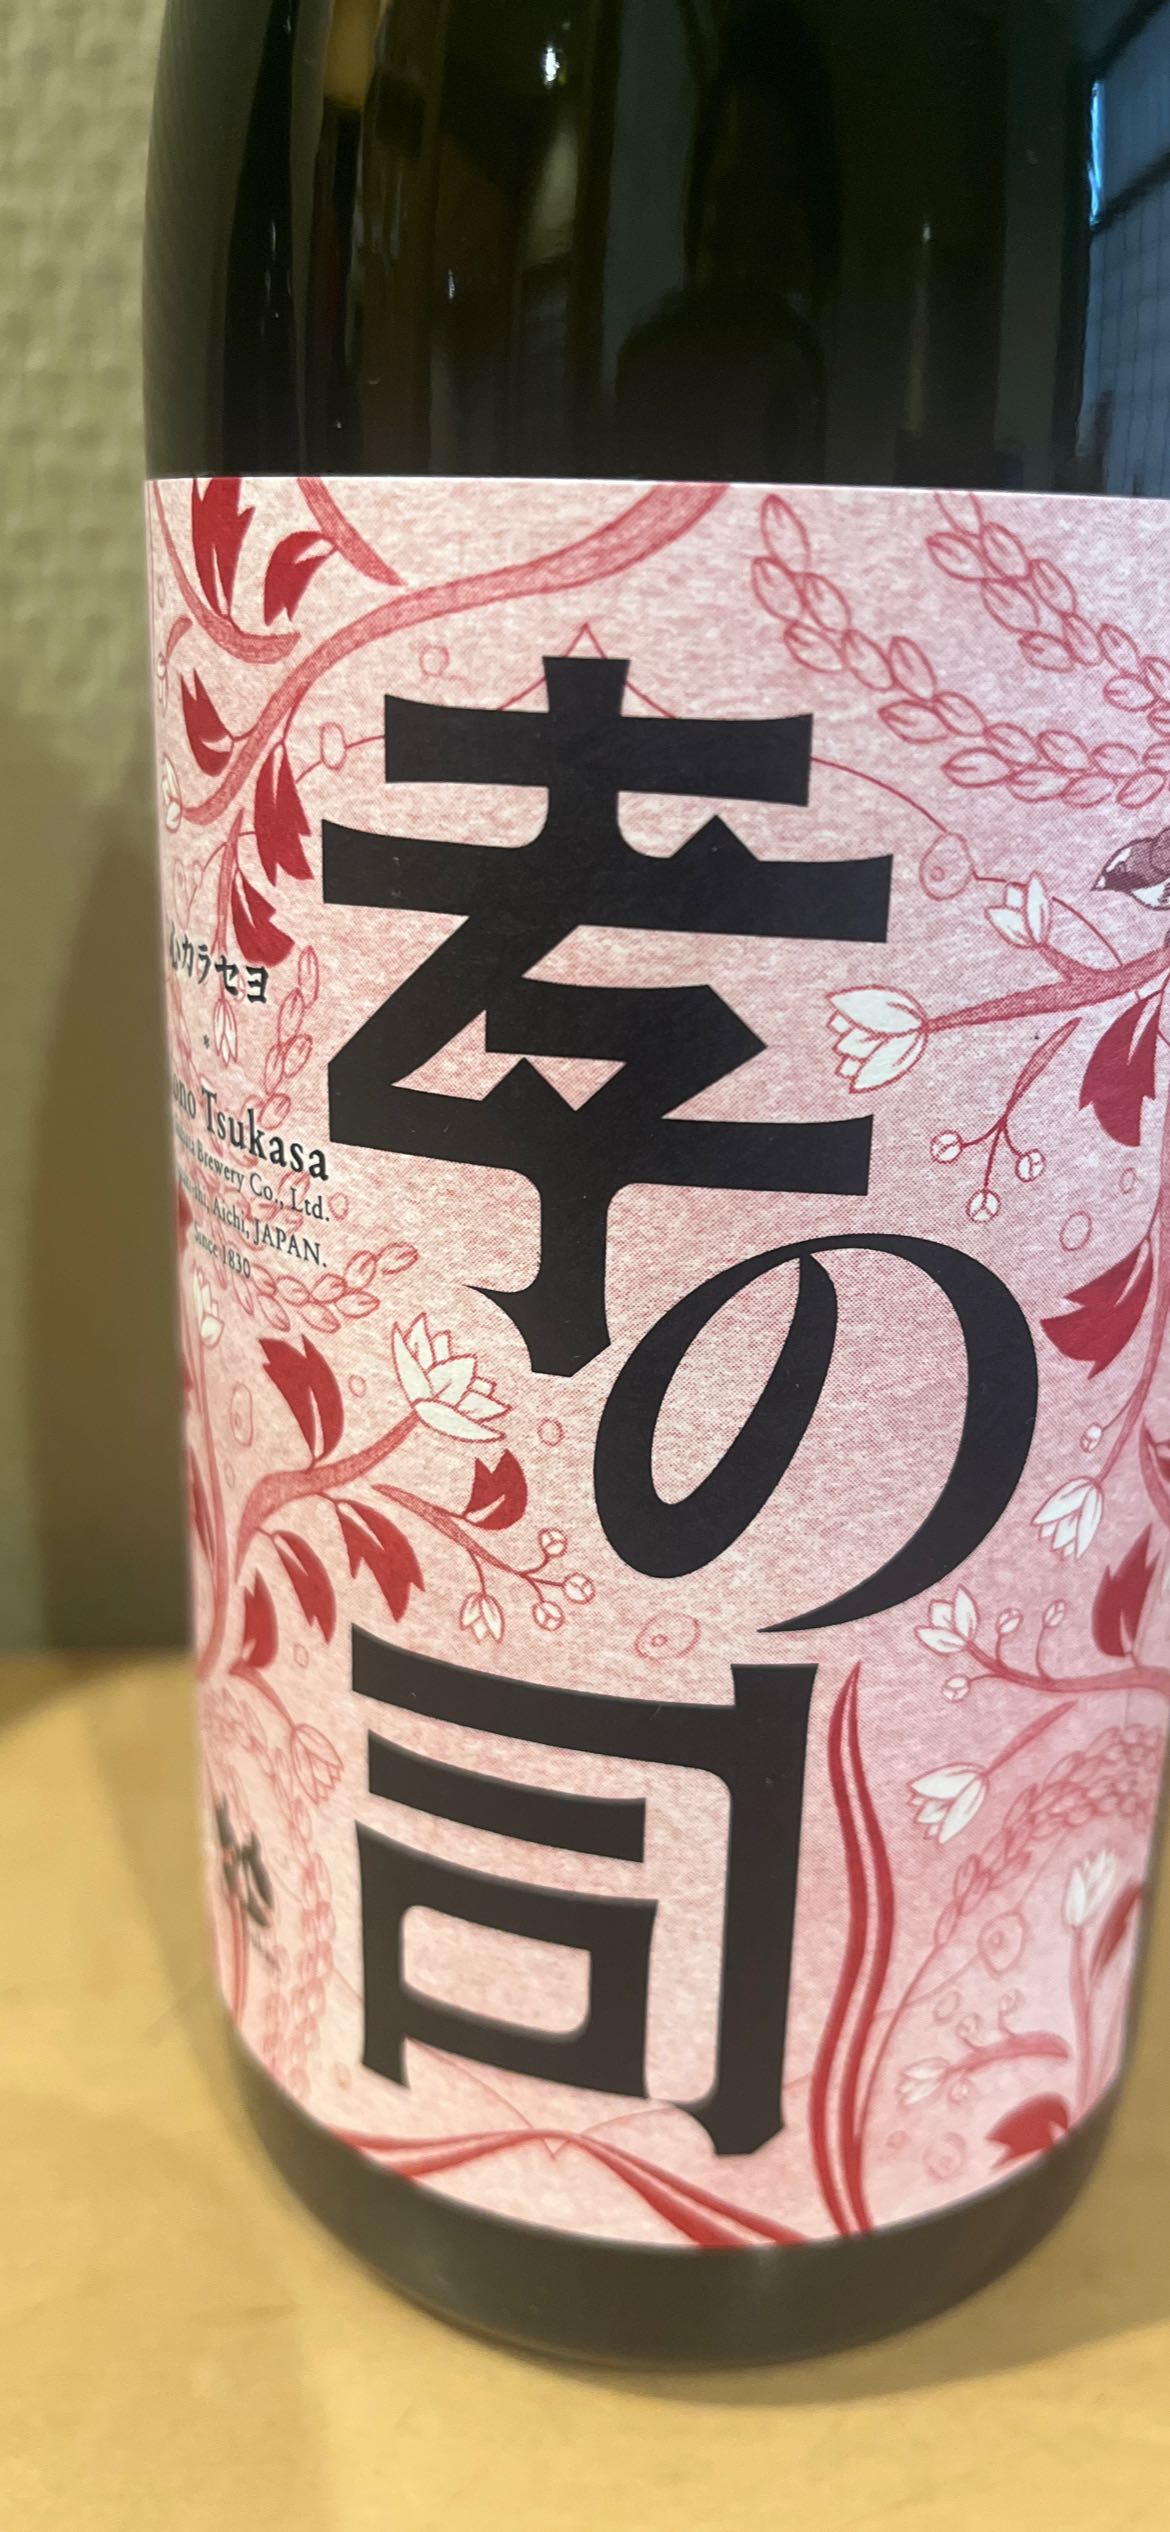 孝の司
カラセヨ
*
Tsukasa
Brewery Co., Ltd.
Aichi, JAPAN.
Since 1830